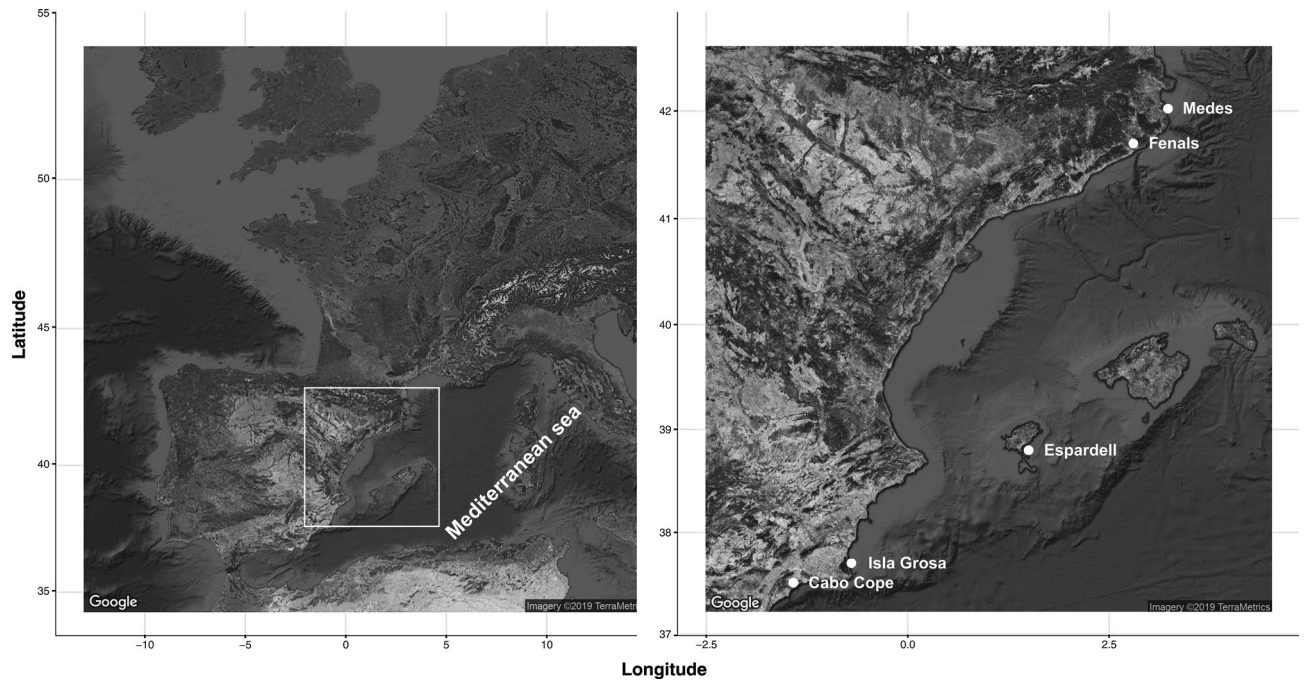 55
50
45
40
35
Latitude
−10
−5
0
5
10
Mediterranean sea
Google
Imagery ©2019 TerraMetrics
42
41
40
39
38
37
−2.5
0.0
2.5
Medes
Fenals
Espardell
Isla Grosa
Cabo Cope
Google
Imagery ©2019 TerraMetrics
Longitude